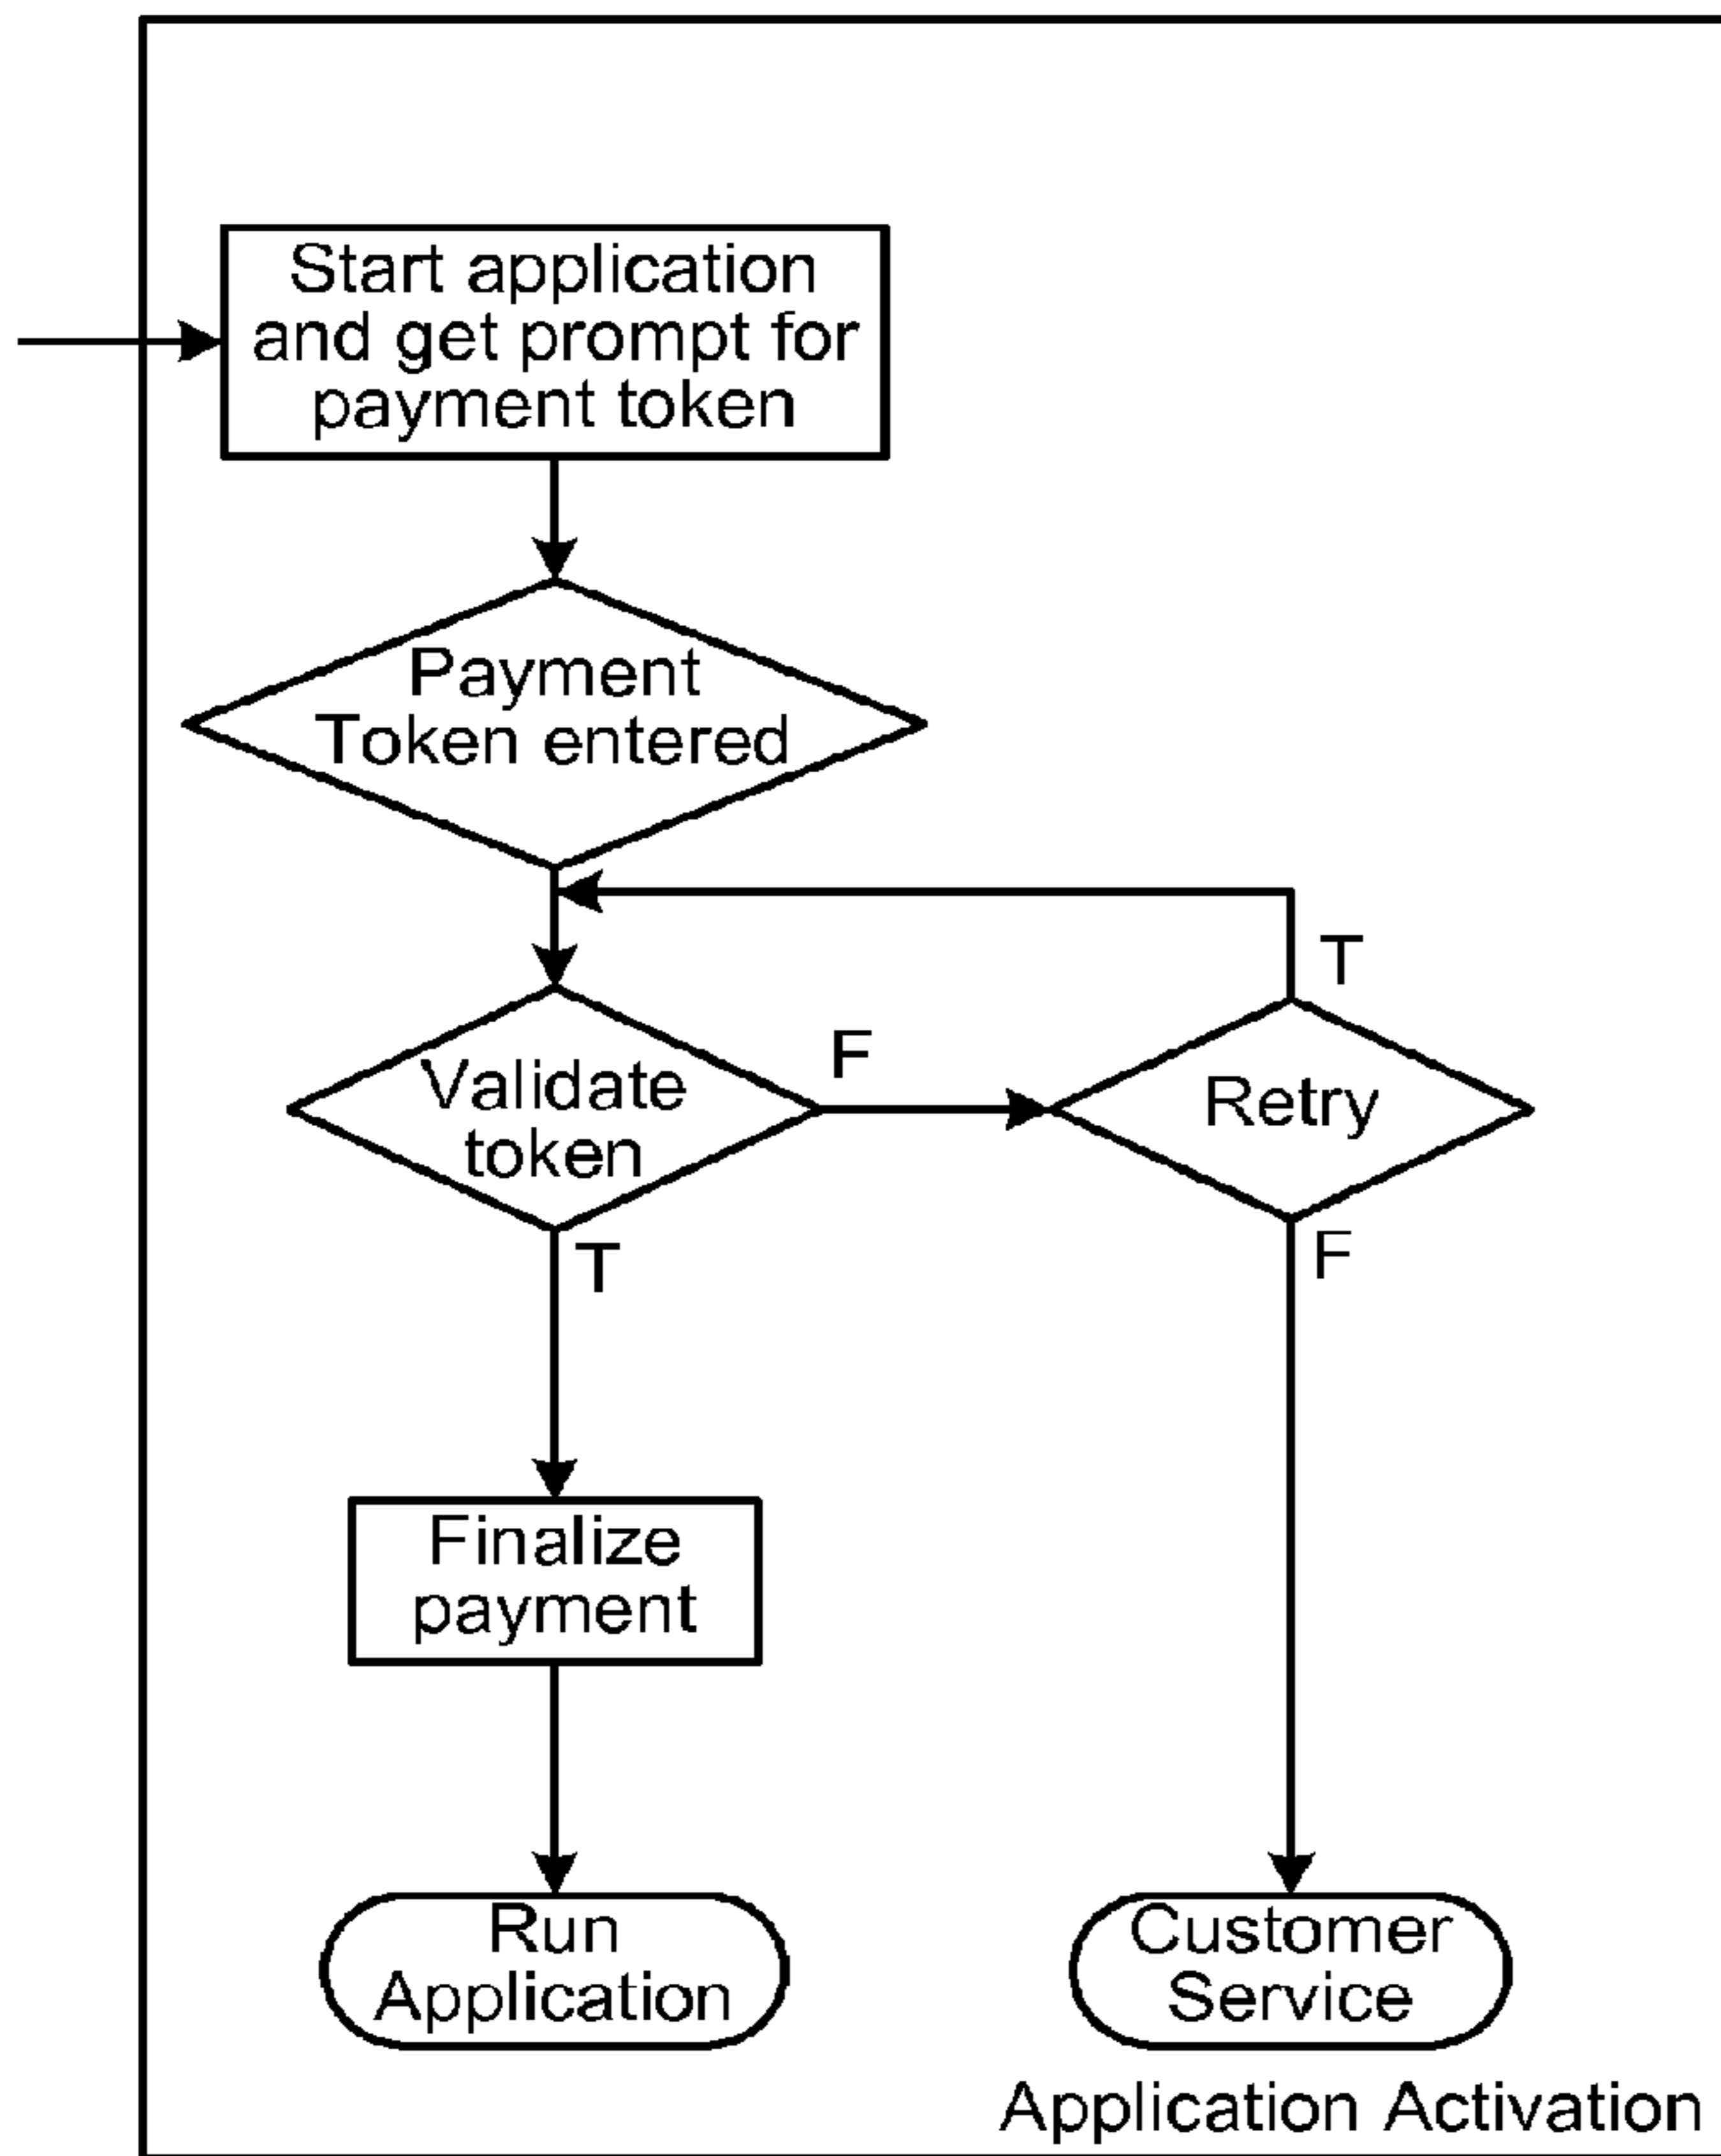 Start application
and get prompt for
payment token
Payment
Token entered
T
F
Validate
token
Retry
T
F
Finalize
payment
Run
Application
Customer
Service
Application Activation